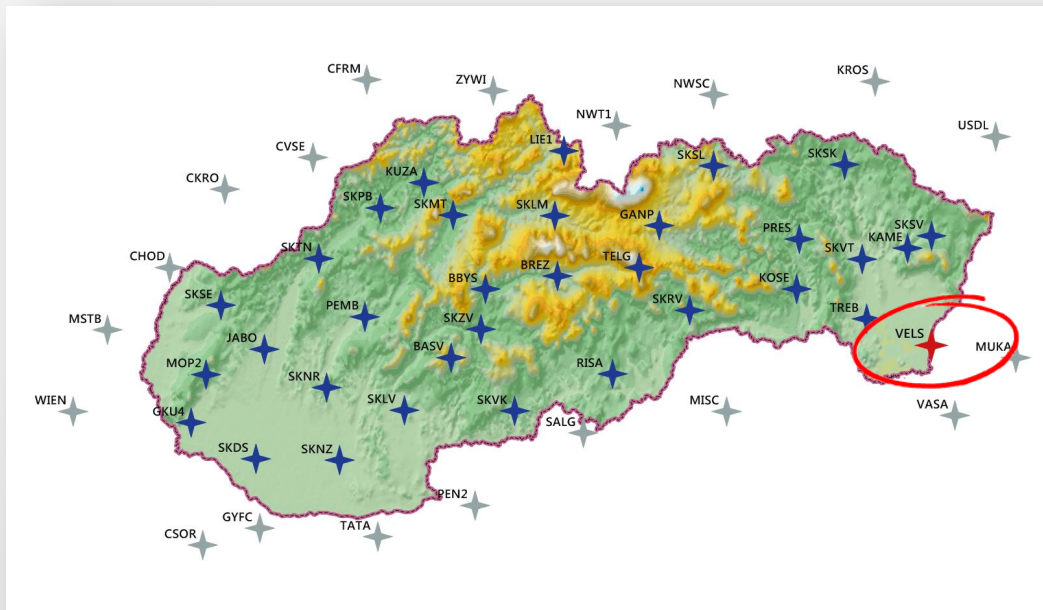 CFRM
ZYWI
NWSC
KROS
NWT1
USDL
LIE1
CVSE
SKSL
SKSK
CKRO
KUZA
SKPB
SKMT
SKLM
GANP
PRES
SKSV
KAME
SKVT
SKTN
CHOD
TELG
BREZ
BBYS
KOSE
SKSE
SKRV
PEMB
TREB
MSTB
SKZV
JABO
VELS
BASV
MUKA
MOP2
RISA
SKNR
WIEN
SKLV
SKVK
MISC
VASA
GKU4
SALG
SKDS
SKNZ
PEN2
GYFC
TATA
CSOR